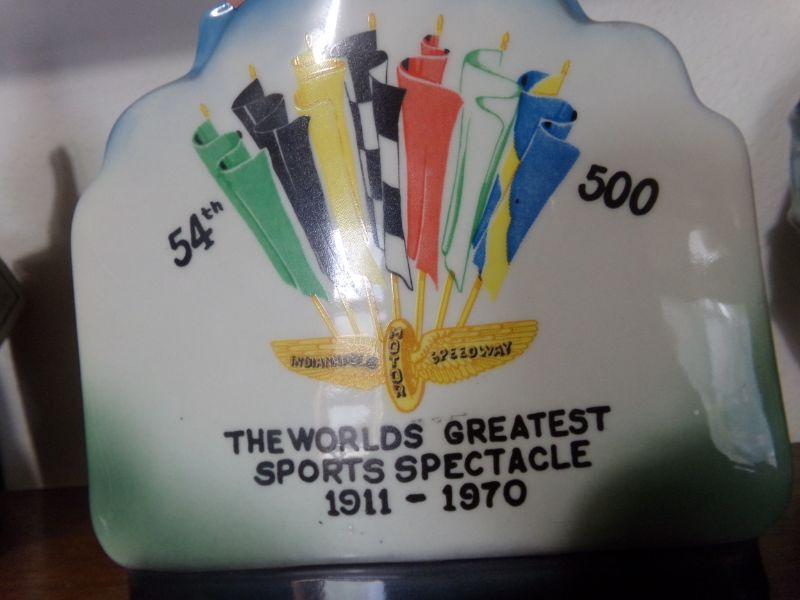 54th
500
INDIANAPOLIS
MOTOR
SPEEDWAY
THE WORLDS GREATEST
SPORTS SPECTACLE
1911 - 1970